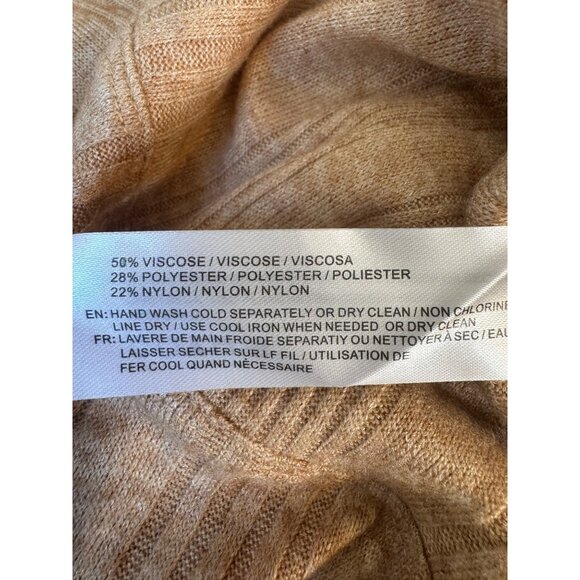 50% VISCOSE / VISCOSE / VISCOSA
28% POLYESTER / POLYESTER / POLIESTER
22% NYLON / NYLON / NYLON
EN: HAND WASH COLD SEPARATELY OR DRY CLEAN / NON CHLORINE
LINE DRY / USE COOL IRON WHEN NEEDED OR DRY CLEAN
FR: LAVERE DE MAIN FROIDE SEPARATIY OU NETTOYER À SEC / EAU
LAISSER SECHER SUR LF FIL / UTILISATION DE
FER COOL QUAND NÉCESSAIRE